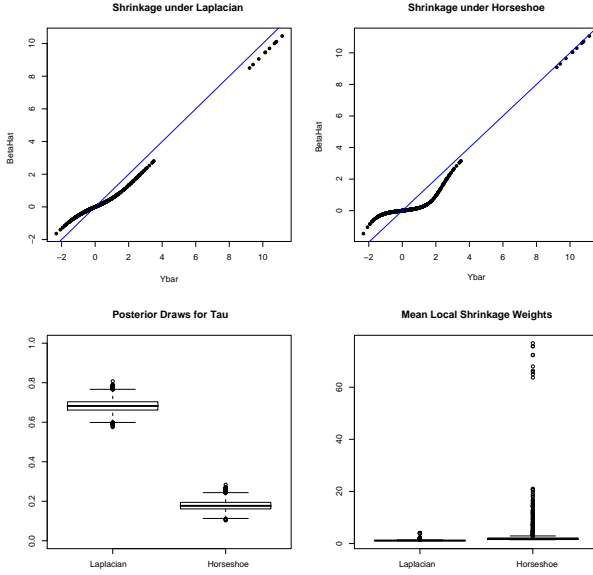 Shrinkage under Laplacian
BetaHat
−2 0 2 4 6 8 10
−2 0 2 4 6 8 10
Ybar
Shrinkage under Horseshoe
BetaHat
0 2 4 6 8 10
−2 0 2 4 6 8 10
Ybar
Posterior Draws for Tau
0.0 0.2 0.4 0.6 0.8 1.0
Laplacian Horseshoe
Mean Local Shrinkage Weights
0 20 40 60
Laplacian Horseshoe